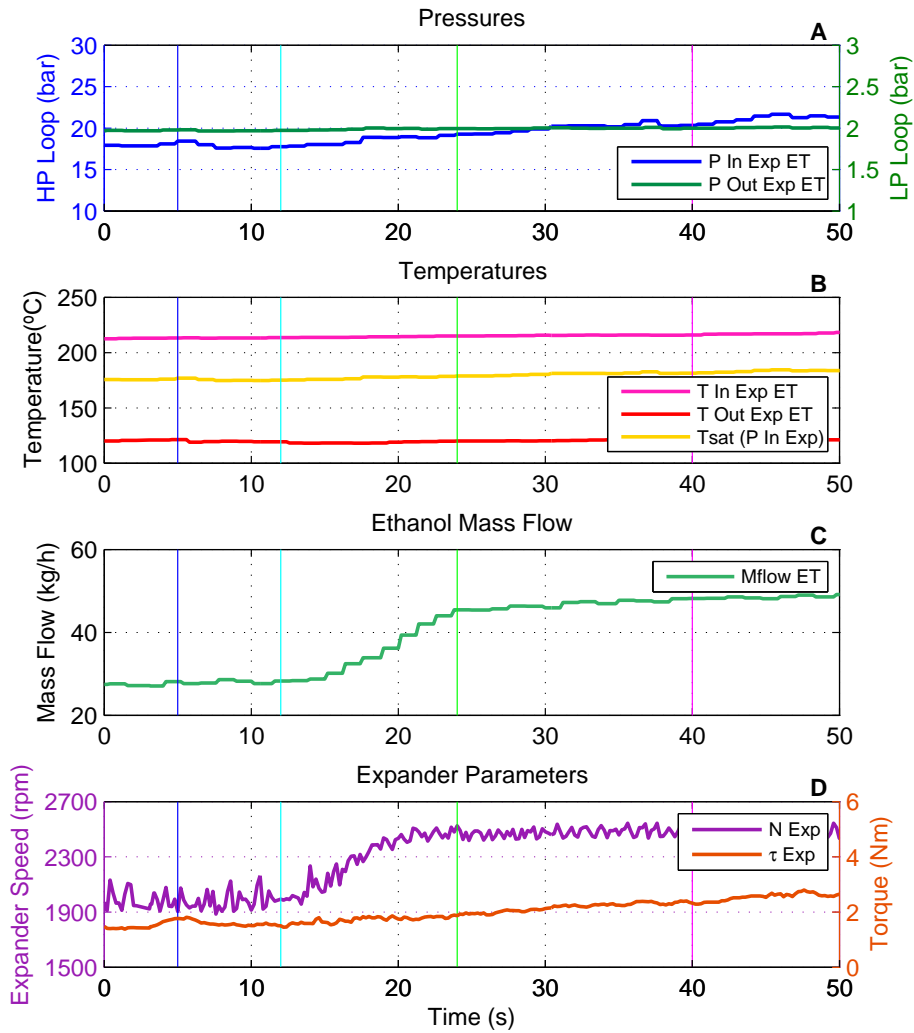 Pressures
A
HP Loop (bar)
30
25
20
15
10
3
2.5
2
1.5
1
LP Loop (bar)
P In Exp ET
P Out Exp ET
0 10 20 30 40 50
Temperatures
B
Temperature(ºC)
250
200
150
100
T In Exp ET
T Out Exp ET
Tsat (P In Exp)
0 10 20 30 40 50
Ethanol Mass Flow
C
Mass Flow (kg/h)
60
40
20
Mflow ET
0 10 20 30 40 50
Expander Parameters
D
Expander Speed (rpm)
2700
2300
1900
1500
6
4
2
0
Torque (Nm)
N Exp
τ Exp
0 10 20 30 40 50
Time (s)